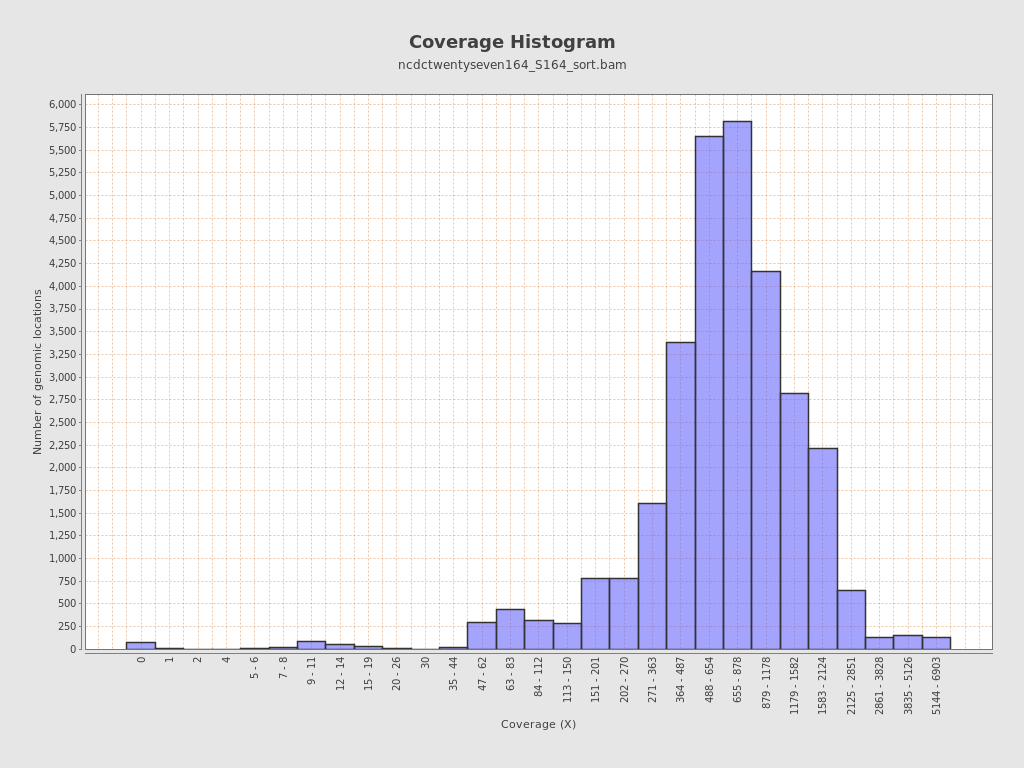 Coverage Histogram
ncdctwentyseven164_S164_sort.bam
6,000
5,750
5,500
5,250
5,000
4,750
4,500
4,250
4,000
3,750
3,500
3,250
3,000
2,750
2,500
2,250
2,000
1,750
1,500
1,250
1,000
750
500
250
0
Number of genomic locations
0
1
2
4
5 - 6
7 - 8
9 - 11
12 - 14
15 - 19
20 - 26
30
35 - 44
47 - 62
63 - 83
84 - 112
113 - 150
151 - 201
202 - 270
271 - 363
364 - 487
488 - 654
655 - 878
879 - 1178
1179 - 1582
1583 - 2124
2125 - 2851
2861 - 3828
3835 - 5126
5144 - 6903
Coverage (X)